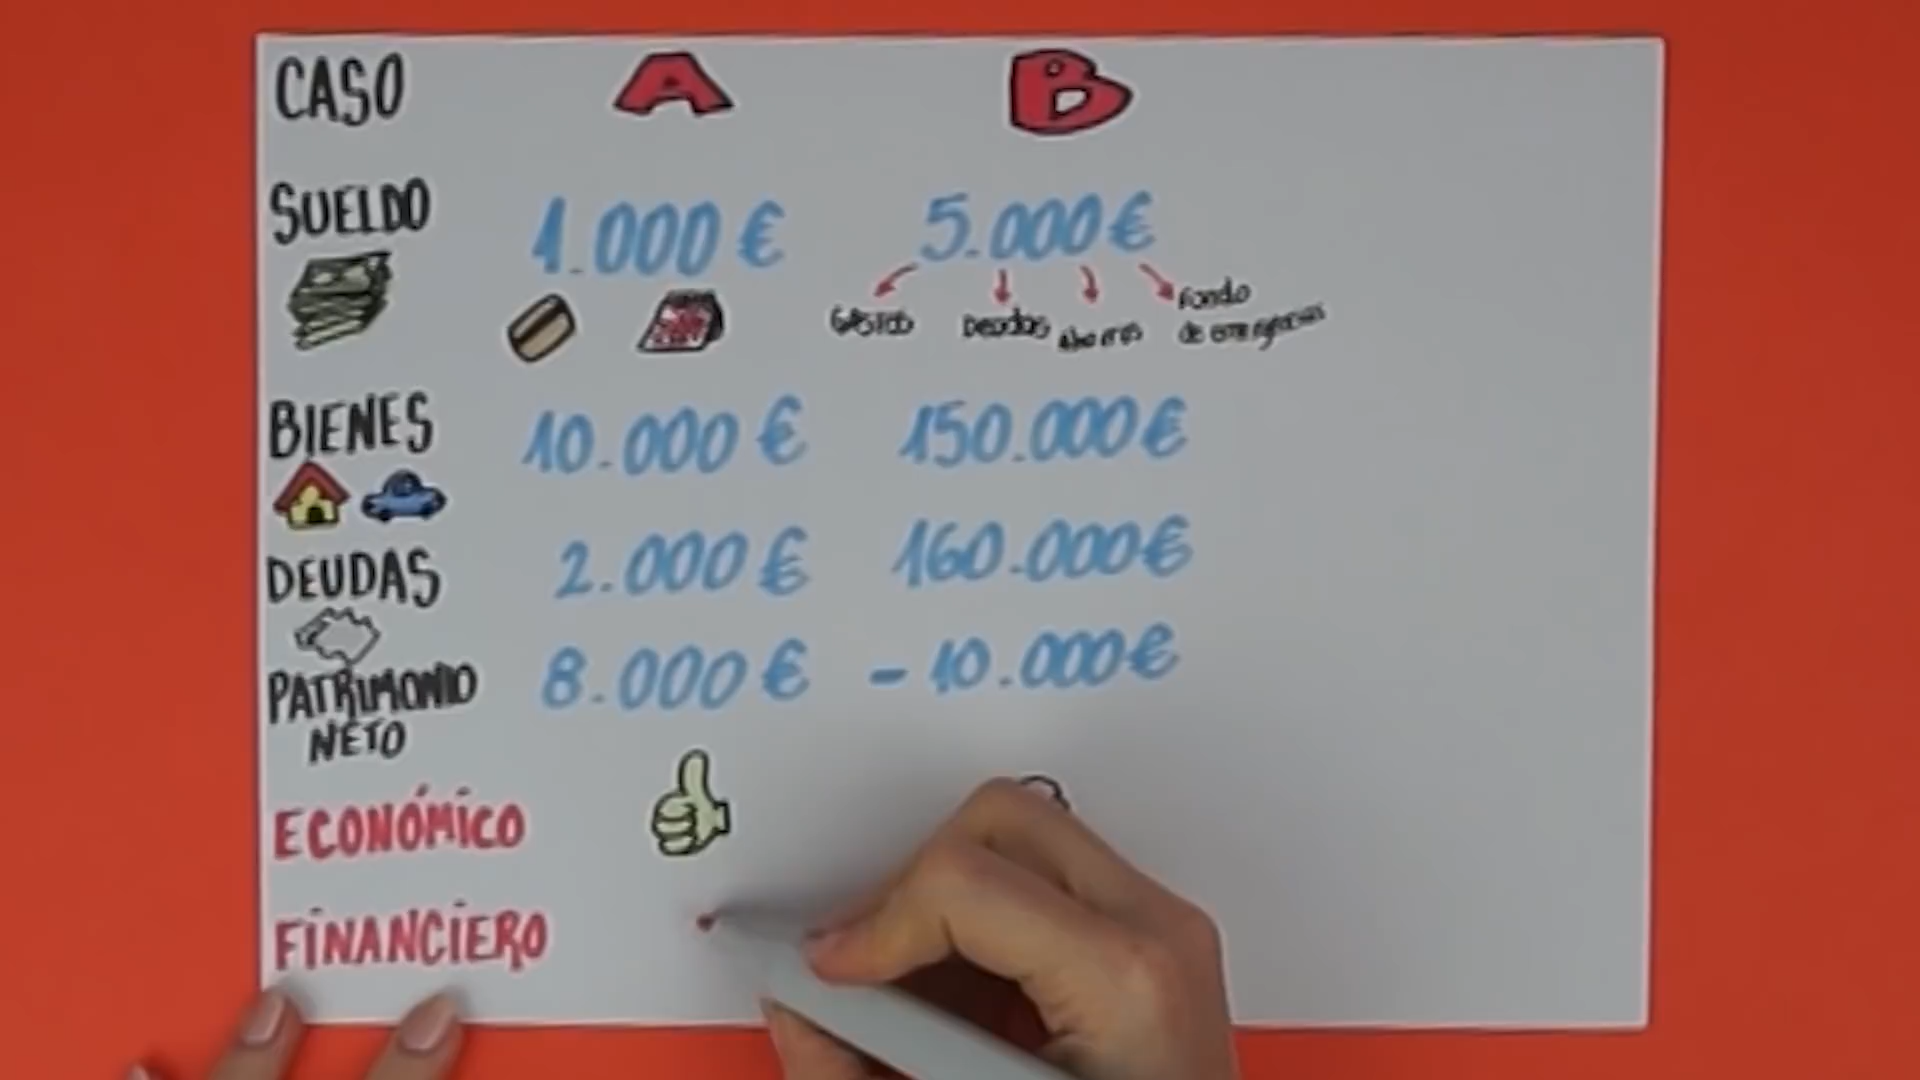 CASO A B
SUELDO 1.000 € 5.000 €
GASTOS DEUDAS Ahorros Fondo
de emergencias
BIENES 10.000 € 150.000 €
DEUDAS 2.000 € 160.000 €
PATRIMONIO 8.000 € - 10.000 €
NETO
ECONÓMICO
FINANCIERO